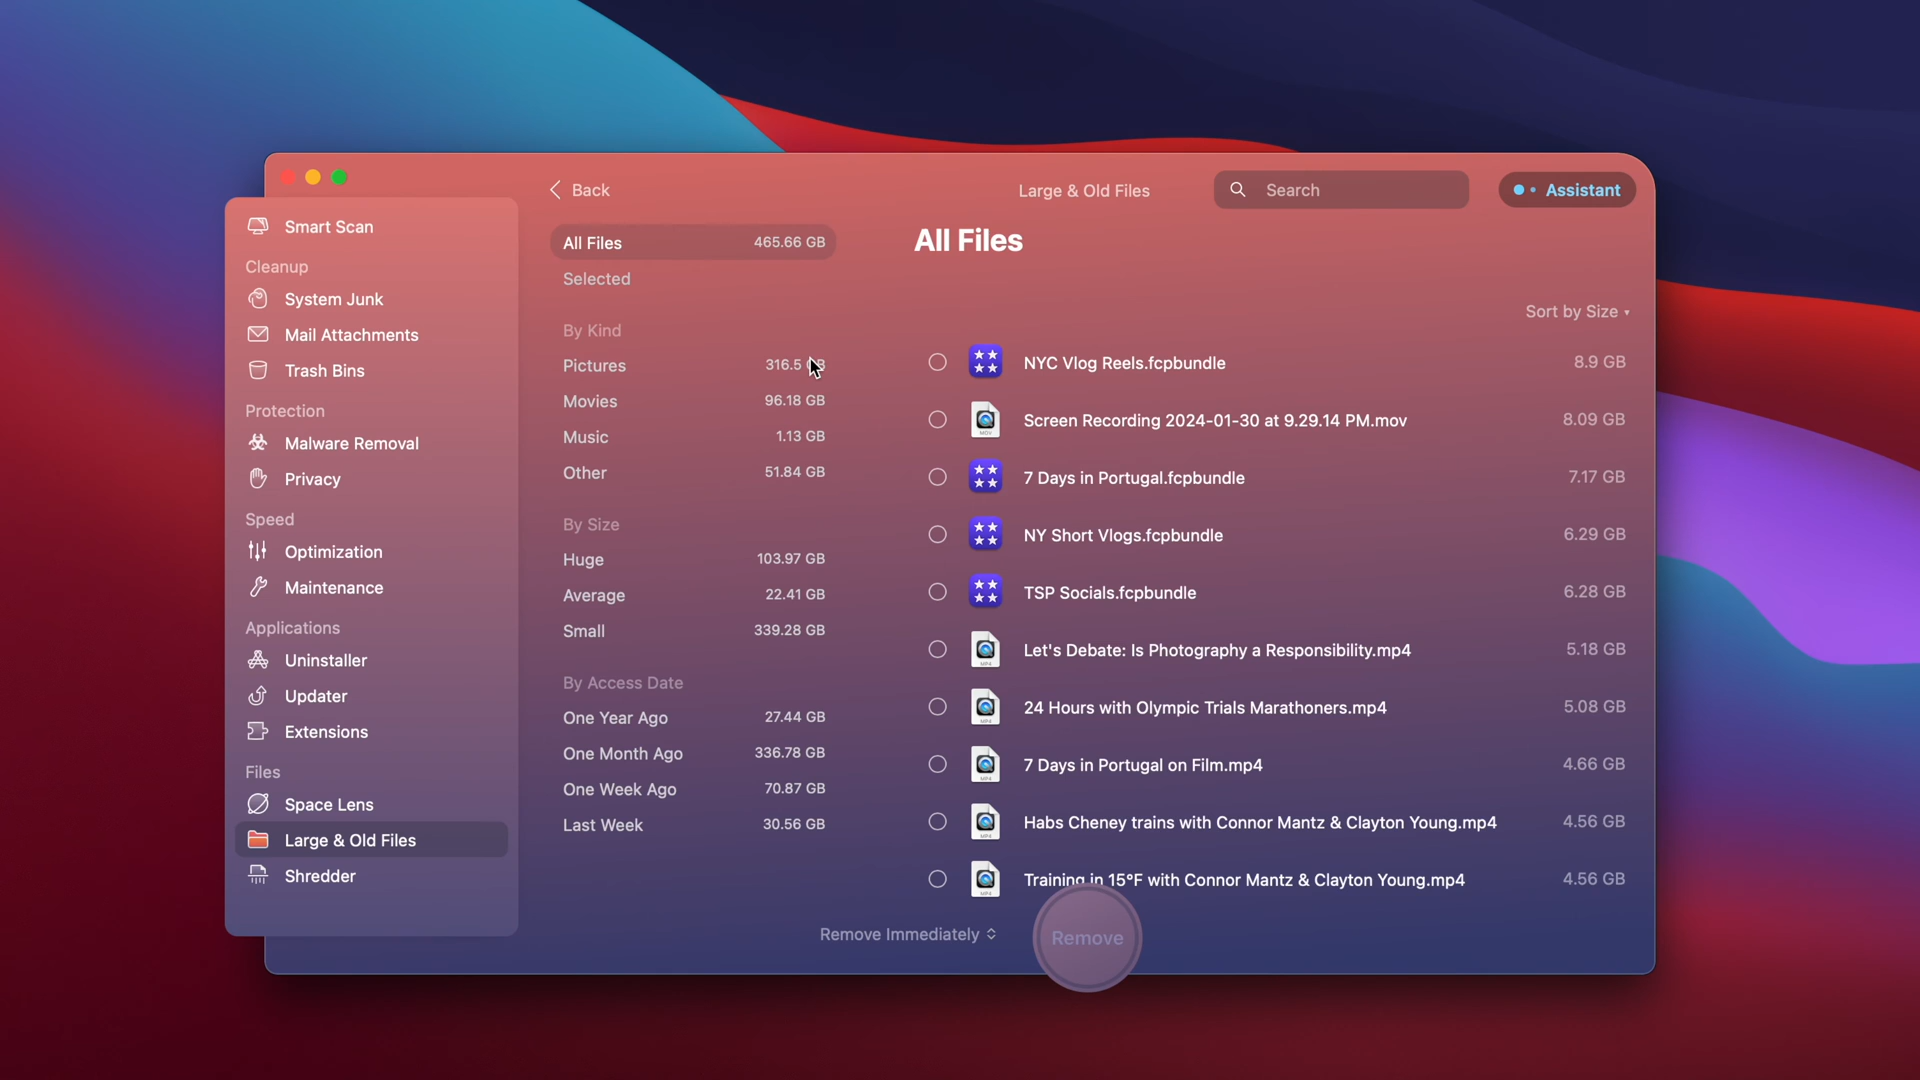 Back
Large & Old Files
Search
Assistant
Smart Scan
Cleanup
System Junk
Mail Attachments
Trash Bins
Protection
Malware Removal
Privacy
Speed
Optimization
Maintenance
Applications
Uninstaller
Updater
Extensions
Files
Space Lens
Large & Old Files
Shredder
All Files 465.66 GB
Selected
By Kind
Pictures 316.5
Movies 96.18 GB
Music 1.13 GB
Other 51.84 GB
By Size
Huge 103.97 GB
Average 22.41 GB
Small 339.28 GB
By Access Date
One Year Ago 27.44 GB
One Month Ago 336.78 GB
One Week Ago 70.87 GB
Last Week 30.56 GB
All Files
Sort by Size
NYC Vlog Reels.fcpbundle 8.9 GB
MOV
Screen Recording 2024-01-30 at 9.29.14 PM.mov 8.09 GB
7 Days in Portugal.fcpbundle 7.17 GB
NY Short Vlogs.fcpbundle 6.29 GB
TSP Socials.fcpbundle 6.28 GB
MP4
Let's Debate: Is Photography a Responsibility.mp4 5.18 GB
MP4
24 Hours with Olympic Trials Marathoners.mp4 5.08 GB
MP4
7 Days in Portugal on Film.mp4 4.66 GB
MP4
Habs Cheney trains with Connor Mantz & Clayton Young.mp4 4.56 GB
MP4
Training in 15°F with Connor Mantz & Clayton Young.mp4 4.56 GB
Remove Immediately
Remove